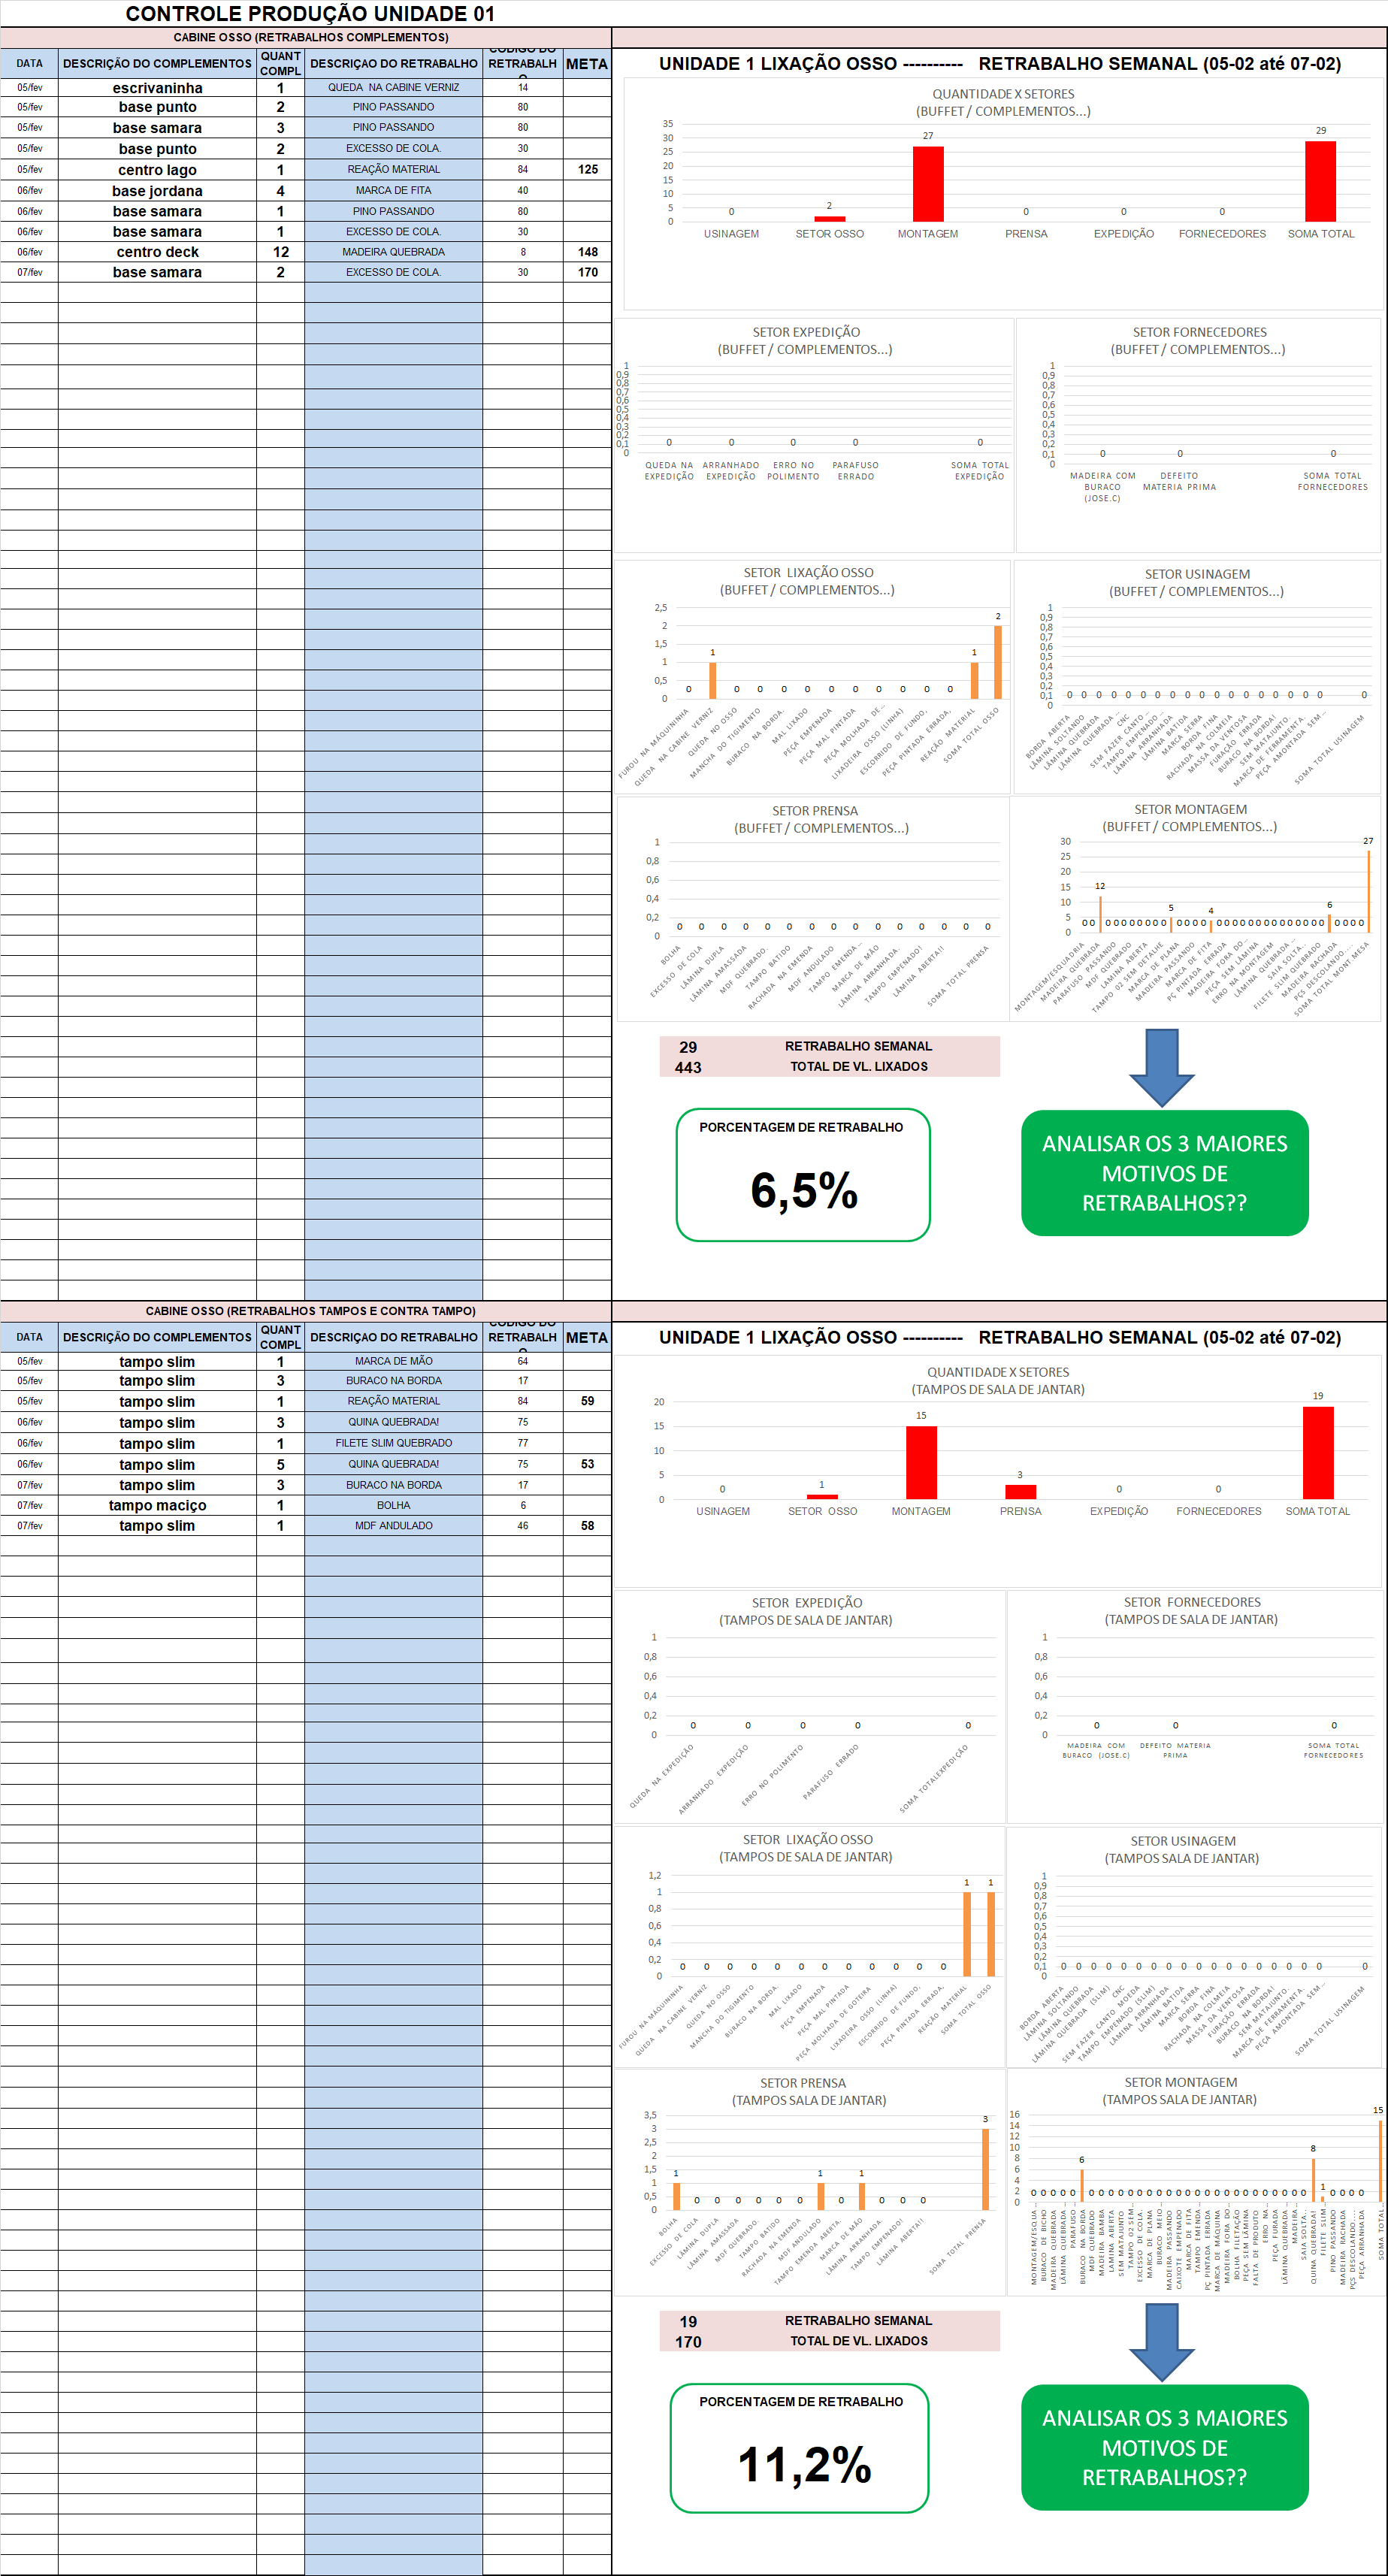 CONTROLE PRODUÇÃO UNIDADE 01
CABINE OSSO (RETRABALHOS COMPLEMENTOS)
DATA DESCRIÇÃO DO COMPLEMENTOS QUANT COMPL DESCRIÇAO DO RETRABALHO CODIGO DO RETRABALH O META
05/fev escrivaninha 1 QUEDA NA CABINE VERNIZ 14
05/fev base punto 2 PINO PASSANDO 80
05/fev base samara 3 PINO PASSANDO 80
05/fev base punto 2 EXCESSO DE COLA. 30
05/fev centro lago 1 REAÇÃO MATERIAL 84 125
06/fev base jordana 4 MARCA DE FITA 40
06/fev base samara 1 PINO PASSANDO 80
06/fev base samara 1 EXCESSO DE COLA. 30
06/fev centro deck 12 MADEIRA QUEBRADA 8 148
07/fev base samara 2 EXCESSO DE COLA. 30 170
UNIDADE 1 LIXAÇÃO OSSO ---------- RETRABALHO SEMANAL (05-02 até 07-02)
QUANTIDADE X SETORES
(BUFFET / COMPLEMENTOS...)
35
30
25
20
15
10
5
0
0 2 27 0 0 0 29
USINAGEM SETOR OSSO MONTAGEM PRENSA EXPEDIÇÃO FORNECEDORES SOMA TOTAL
SETOR EXPEDIÇÃO
(BUFFET / COMPLEMENTOS...)
1
0,9
0,8
0,7
0,6
0,5
0,4
0,3
0,2
0,1
0
0 0 0 0 0
QUEDA NA EXPEDIÇÃO ARRANHADO EXPEDIÇÃO ERRO NO POLIMENTO PARAFUSO ERRADO SOMA TOTAL EXPEDIÇÃO
SETOR FORNECEDORES
(BUFFET / COMPLEMENTOS...)
1
0,9
0,8
0,7
0,6
0,5
0,4
0,3
0,2
0,1
0
0 0 0
MADEIRA COM BURACO (JOSE.C) DEFEITO MATERIA PRIMA SOMA TOTAL FORNECEDORES
SETOR LIXAÇÃO OSSO
(BUFFET / COMPLEMENTOS...)
2,5
2
1,5
1
0,5
0
0 1 0 0 0 0 0 0 0 0 0 0 1 2
FUROU NA MÁQUININHA
QUEDA NA CABINE VERNIZ
QUEDA NO OSSO
MANCHA DO TIGIMENTO
BURACO NA BORDA.
MAL LIXADO
PEÇA EMPENADA
PEÇA MAL PINTADA
PEÇA MOLHADA DE...
LIXADEIRA OSSO (LINHA)
ESCORRIDO DE FUNDO,
PEÇA PINTADA ERRADA,
REAÇÃO MATERIAL
SOMA TOTAL OSSO
SETOR USINAGEM
(BUFFET / COMPLEMENTOS...)
1
0,9
0,8
0,7
0,6
0,5
0,4
0,3
0,2
0,1
0
0 0 0 0 0 0 0 0 0 0 0 0 0 0 0 0 0 0 0
BORDA ABERTA
LÂMINA SOLTANDO
LÂMINA QUEBRADA
LÂMINA QUEBRADA...
CNC
SEM FAZER CANTO...
TAMPO EMPENADO...
LÂMINA ARRANHADA
LÂMINA BATIDA
MARCA SERRA
BORDA FINA
RACHADA NA COLMEIA
MASSA DA VENTOSA
FURAÇÃO ERRADA
BURACO NA BORDA!
SEM MATAJUNTO.
MARCA DE FERRAMENTA.
PEÇA AMONTADA SEM...
SOMA TOTAL USINAGEM
SETOR PRENSA
(BUFFET / COMPLEMENTOS...)
1
0,8
0,6
0,4
0,2
0
0 0 0 0 0 0 0 0 0 0 0 0 0 0 0
BOLHA
EXCESSO DE COLA
LÂMINA DUPLA
LÂMINA AMASSADA
MDF QUEBRADO.
TAMPO BATIDO
RACHADA NA EMENDA
MDF ANDULADO
TAMPO EMENDA...
MARCA DE MÃO
LÂMINA ARRANHADA.
TAMPO EMPENADO!
LÂMINA ABERTA!!
SOMA TOTAL PRENSA
SETOR MONTAGEM
(BUFFET / COMPLEMENTOS...)
30
25
20
15
10
5
0
0 0 12 0 0 0 0 0 0 0 0 5 0 0 0 0 4 0 0 0 0 0 0 0 0 0 0 0 0 0 0 6 0 0 0 0 27
MONTAGEM/ESQUADRIA
MADEIRA QUEBRADA
PARAFUSO PASSANDO
MDF QUEBRADO
LAMINA ABERTA
TAMPO 02 SEM DETALHE
MARCA DE PLANA
MADEIRA PASSANDO
MARCA DE FITA
PÇ PINTADA ERRADA
MADEIRA FORA DO...
PEÇA SEM LÂMINA
ERRO NA MONTAGEM
LÂMINA QUEBRADA...
SAIA SOLTA..
FILETE SLIM QUEBRADO
MADEIRA RACHADA
PÇS DESCOLANDO....
SOMA TOTAL MONT.MESA
29 RETRABALHO SEMANAL
443 TOTAL DE VL. LIXADOS
PORCENTAGEM DE RETRABALHO
6,5%
ANALISAR OS 3 MAIORES
MOTIVOS DE
RETRABALHOS??
CABINE OSSO (RETRABALHOS TAMPOS E CONTRA TAMPO)
DATA DESCRIÇÃO DO COMPLEMENTOS QUANT COMPL DESCRIÇAO DO RETRABALHO CODIGO DO RETRABALH O META
05/fev tampo slim 1 MARCA DE MÃO 64
05/fev tampo slim 3 BURACO NA BORDA 17
05/fev tampo slim 1 REAÇÃO MATERIAL 84 59
06/fev tampo slim 3 QUINA QUEBRADA! 75
06/fev tampo slim 1 FILETE SLIM QUEBRADO 77
06/fev tampo slim 5 QUINA QUEBRADA! 75 53
07/fev tampo slim 3 BURACO NA BORDA 17
07/fev tampo maciço 1 BOLHA 6
07/fev tampo slim 1 MDF ANDULADO 46 58
UNIDADE 1 LIXAÇÃO OSSO ---------- RETRABALHO SEMANAL (05-02 até 07-02)
QUANTIDADE X SETORES
(TAMPOS DE SALA DE JANTAR)
20
15
10
5
0
0 1 15 3 0 0 19
USINAGEM SETOR OSSO MONTAGEM PRENSA EXPEDIÇÃO FORNECEDORES SOMA TOTAL
SETOR EXPEDIÇÃO
(TAMPOS DE SALA DE JANTAR)
1
0,8
0,6
0,4
0,2
0
0 0 0 0 0
QUEDA NA EXPEDIÇÃO
ARRANHADO EXPEDIÇÃO
ERRO NO POLIMENTO
PARAFUSO ERRADO
SOMA TOTALEXPEDIÇÃO
SETOR FORNECEDORES
(TAMPOS DE SALA DE JANTAR)
1
0,8
0,6
0,4
0,2
0
0 0 0
MADEIRA COM BURACO (JOSE.C) DEFEITO MATERIA PRIMA SOMA TOTAL FORNECEDORES
SETOR LIXAÇÃO OSSO
(TAMPOS DE SALA DE JANTAR)
1,2
1
0,8
0,6
0,4
0,2
0
0 0 0 0 0 0 0 0 0 0 0 0 1 1
FUROU NA MÁQUININHA
QUEDA NA CABINE VERNIZ
QUEDA NO OSSO
MANCHA DO TIGIMENTO
BURACO NA BORDA.
MAL LIXADO
PEÇA EMPENADA
PEÇA MAL PINTADA
PEÇA MOLHADA DE GOTEIRA
LIXADEIRA OSSO (LINHA)
ESCORRIDO DE FUNDO,
PEÇA PINTADA ERRADA,
REAÇÃO MATERIAL
SOMA TOTAL OSSO
SETOR USINAGEM
(TAMPOS SALA DE JANTAR)
1
0,9
0,8
0,7
0,6
0,5
0,4
0,3
0,2
0,1
0
0 0 0 0 0 0 0 0 0 0 0 0 0 0 0 0 0 0 0
BORDA ABERTA
LÂMINA SOLTANDO
LÂMINA QUEBRADA
LÂMINA QUEBRADA (SLIM)
CNC
SEM FAZER CANTO MOEDA
TAMPO EMPENADO (SLIM)
LÂMINA ARRANHADA
LÂMINA BATIDA
MARCA SERRA
BORDA FINA
RACHADA NA COLMEIA
MASSA DA VENTOSA
FURAÇÃO ERRADA
BURACO NA BORDA!
SEM MATAJUNTO.
MARCA DE FERRAMENTA.
PEÇA AMONTADA SEM...
SOMA TOTAL USINAGEM
SETOR PRENSA
(TAMPOS SALA DE JANTAR)
3,5
3
2,5
2
1,5
1
0,5
0
1 0 0 0 0 0 0 1 0 1 0 0 0 3
BOLHA
EXCESSO DE COLA
LÂMINA DUPLA
LÂMINA AMASSADA
MDF QUEBRADO.
TAMPO BATIDO
RACHADA NA EMENDA
MDF ANDULADO
TAMPO EMENDA ABERTA.
MARCA DE MÃO
LÂMINA ARRANHADA.
TAMPO EMPENADO!
LÂMINA ABERTA!!
SOMA TOTAL PRENSA
SETOR MONTAGEM
(TAMPOS SALA DE JANTAR)
16
14
12
10
8
6
4
2
0
0 0 0 0 0 6 0 0 0 0 0 0 0 0 0 0 0 0 0 0 0 0 0 0 0 0 0 0 0 8 1 0 0 0 0 15
MONTAGEM/ESQUA
BURACO DE BICHO
MADEIRA QUEBRADA
LÂMINA QUEBRADA
PARAFUSO
BURACO NA BORDA
MDF QUEBRADO
MADEIRA BAMBA
LAMINA ABERTA
SEM MATAJUNTO
TAMPO 02 SEM
EXCESSO DE COLA.
MARCA DE PLANA
BURACO MEIO
MADEIRA PASSANDO
CAIXOTE EMPENADO
MARCA DE FITA
TAMPO EMENDA
PÇ PINTADA ERRADA
MARCA DE MÁQUINA
MADEIRA FORA DO
BOLHA FILETAÇÃO
PEÇA SEM LÂMINA
FALTA DE PRODUTO
ERRO NA
PEÇA FURADA
LÂMINA QUEBRADA
MADEIRA
SAIA SOLTA..
QUINA QUEBRADA!
FILETE SLIM
PINO PASSANDO
MADEIRA RACHADA
PÇS DESCOLANDO....
PEÇA ARRANHADA
SOMA TOTAL
19 RETRABALHO SEMANAL
170 TOTAL DE VL. LIXADOS
PORCENTAGEM DE RETRABALHO
11,2%
ANALISAR OS 3 MAIORES
MOTIVOS DE
RETRABALHOS??